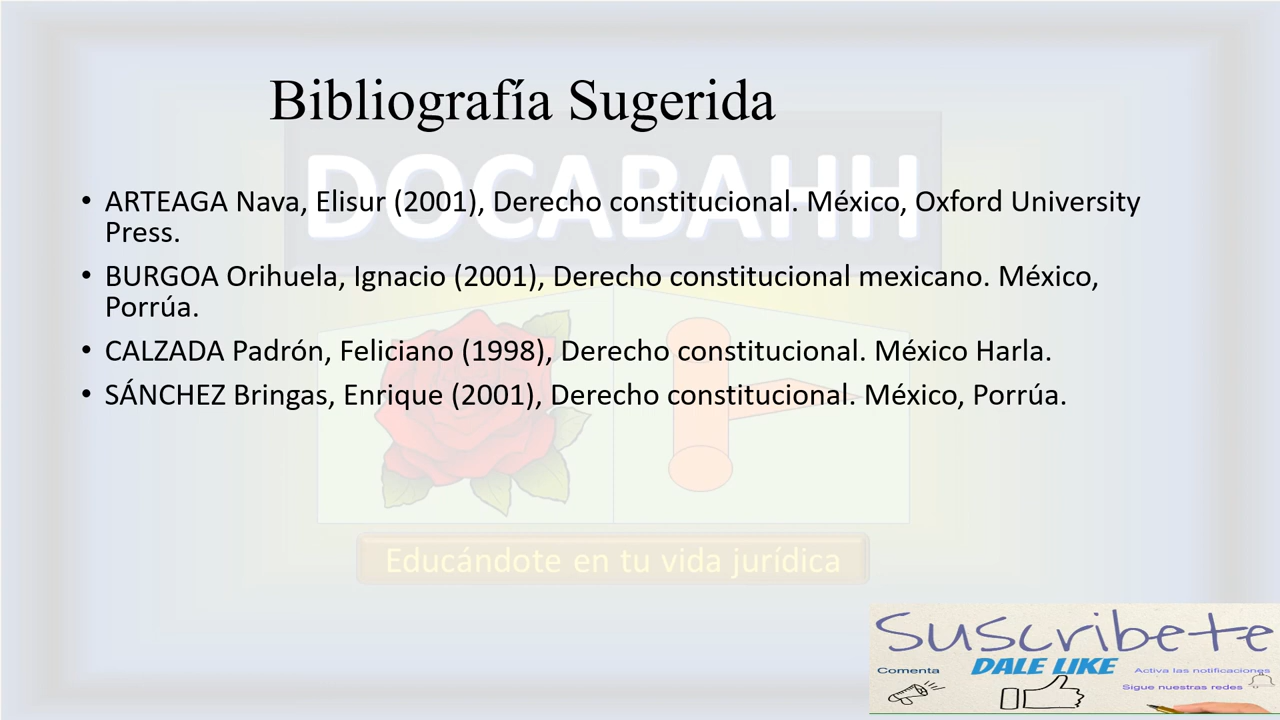 Bibliografía Sugerida
DOCABAHH
• ARTEAGA Nava, Elisur (2001), Derecho constitucional. México, Oxford University
Press.
• BURGOA Orihuela, Ignacio (2001), Derecho constitucional mexicano. México,
Porrúa.
• CALZADA Padrón, Feliciano (1998), Derecho constitucional. México Harla.
• SÁNCHEZ Bringas, Enrique (2001), Derecho constitucional. México, Porrúa.
Educándote en tu vida jurídica
Suscribete
Comenta
DALE LIKE
Activa las notificaciones
Sigue nuestras redes